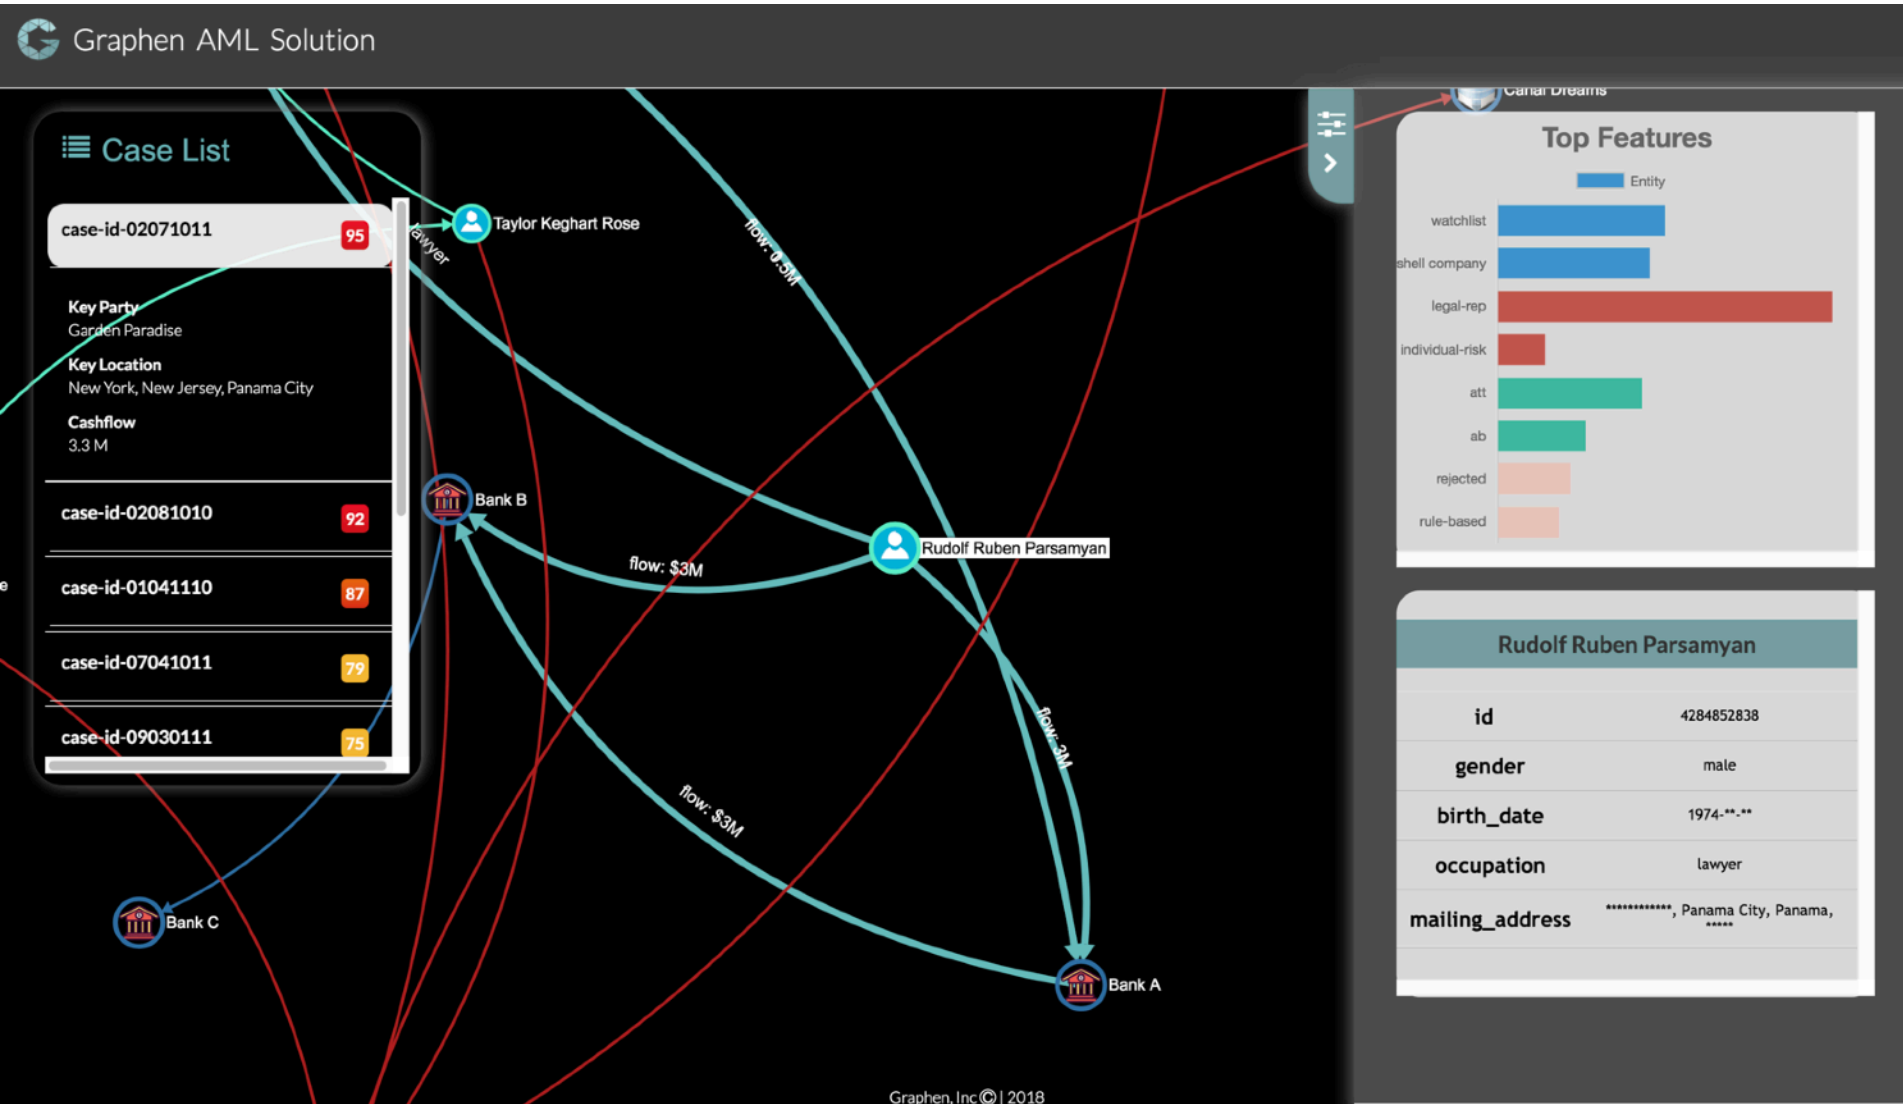 Graphen AML Solution
Case List
case-id-02071011
95
Key Party
Garden Paradise
Key Location
New York, New Jersey, Panama City
Cashflow
3.3 M
case-id-02081010
92
case-id-01041110
87
case-id-07041011
79
case-id-09030111
75
lawyer
Taylor Keghart Rose
flow: 0.5M
Bank B
flow: $3M
Rudolf Ruben Parsamyan
flow: 3M
flow: $3M
Bank C
Bank A
e
Graphen, Inc © | 2018
Canal Dreams
Top Features
Entity
watchlist
shell company
legal-rep
individual-risk
att
ab
rejected
rule-based
Rudolf Ruben Parsamyan
id 4284852838
gender male
birth_date 1974-**-**
occupation lawyer
mailing_address ************, Panama City, Panama,
*****